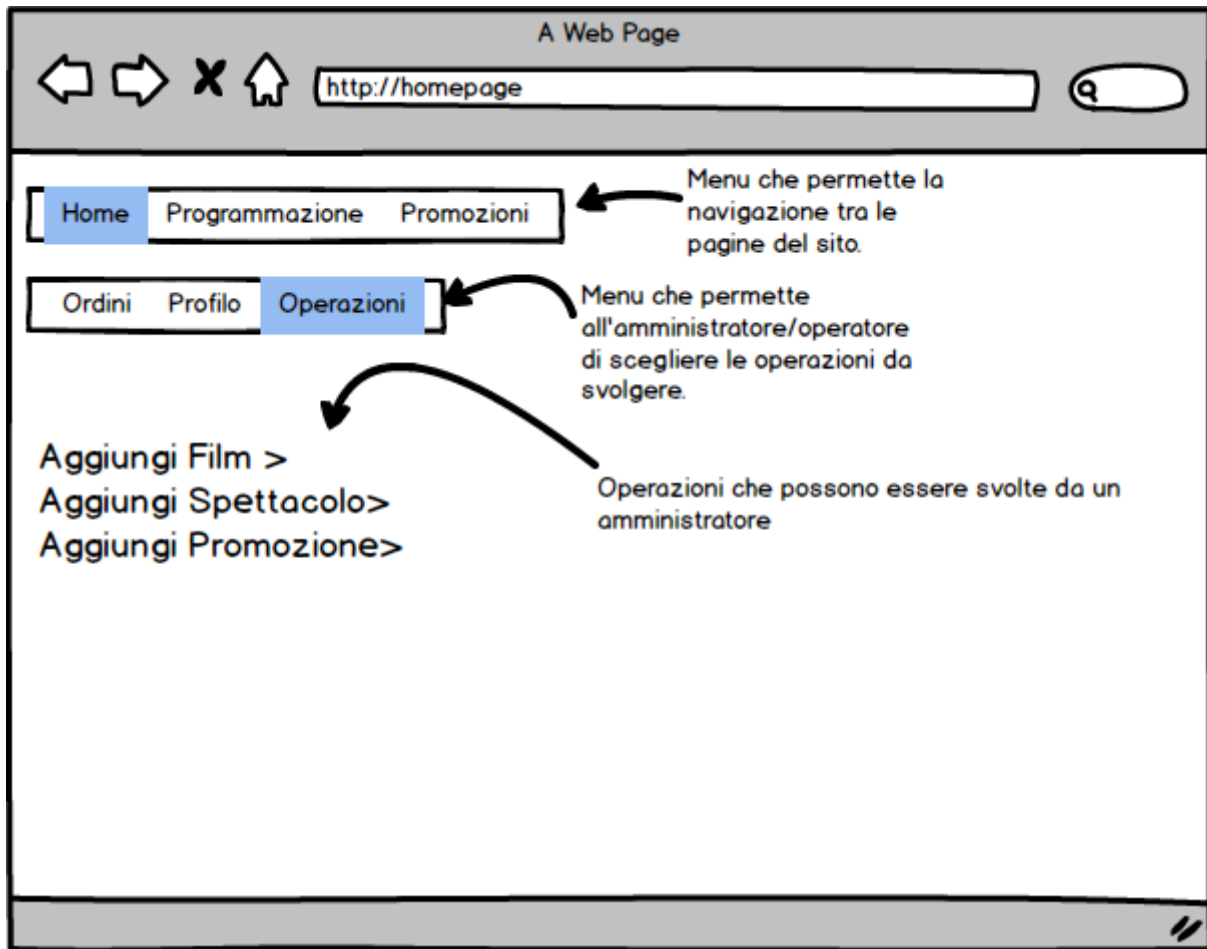 A Web Page
http://homepage
Home Programmazione Promozioni
Menu che permette la
navigazione tra le
pagine del sito.
Ordini Profilo Operazioni
Menu che permette
all'amministratore/operatore
di scegliere le operazioni da
svolgere.
Aggiungi Film >
Aggiungi Spettacolo>
Aggiungi Promozione>
Operazioni che possono essere svolte da un
amministratore